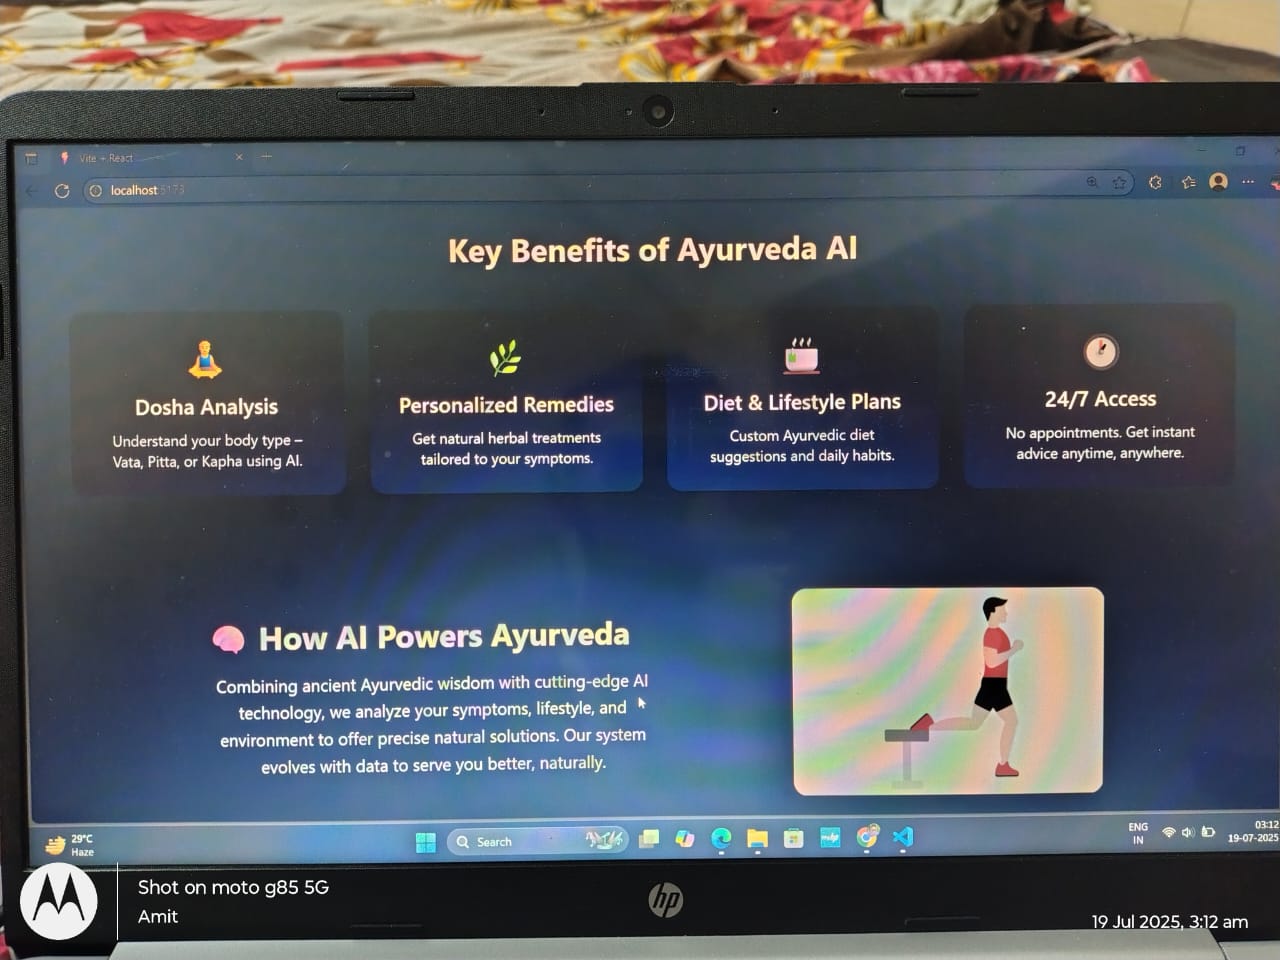 Vite + React
localhost:5173
Key Benefits of Ayurveda AI
Dosha Analysis
Understand your body type –
Vata, Pitta, or Kapha using AI.
Personalized Remedies
Get natural herbal treatments
tailored to your symptoms.
Diet & Lifestyle Plans
Custom Ayurvedic diet
suggestions and daily habits.
24/7 Access
No appointments. Get instant
advice anytime, anywhere.
How AI Powers Ayurveda
Combining ancient Ayurvedic wisdom with cutting-edge AI
technology, we analyze your symptoms, lifestyle, and
environment to offer precise natural solutions. Our system
evolves with data to serve you better, naturally.
29°C
Haze
Search
ENG
IN
03:12
19-07-2025
hp
Shot on moto g85 5G
Amit
19 Jul 2025, 3:12 am